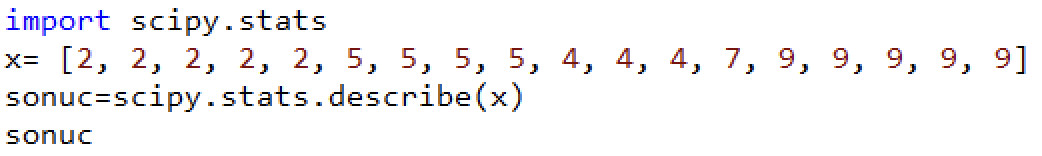 import scipy.stats
x= [2, 2, 2, 2, 2, 5, 5, 5, 5, 4, 4, 4, 7, 9, 9, 9, 9, 9]
sonuc=scipy.stats.describe(x)
sonuc